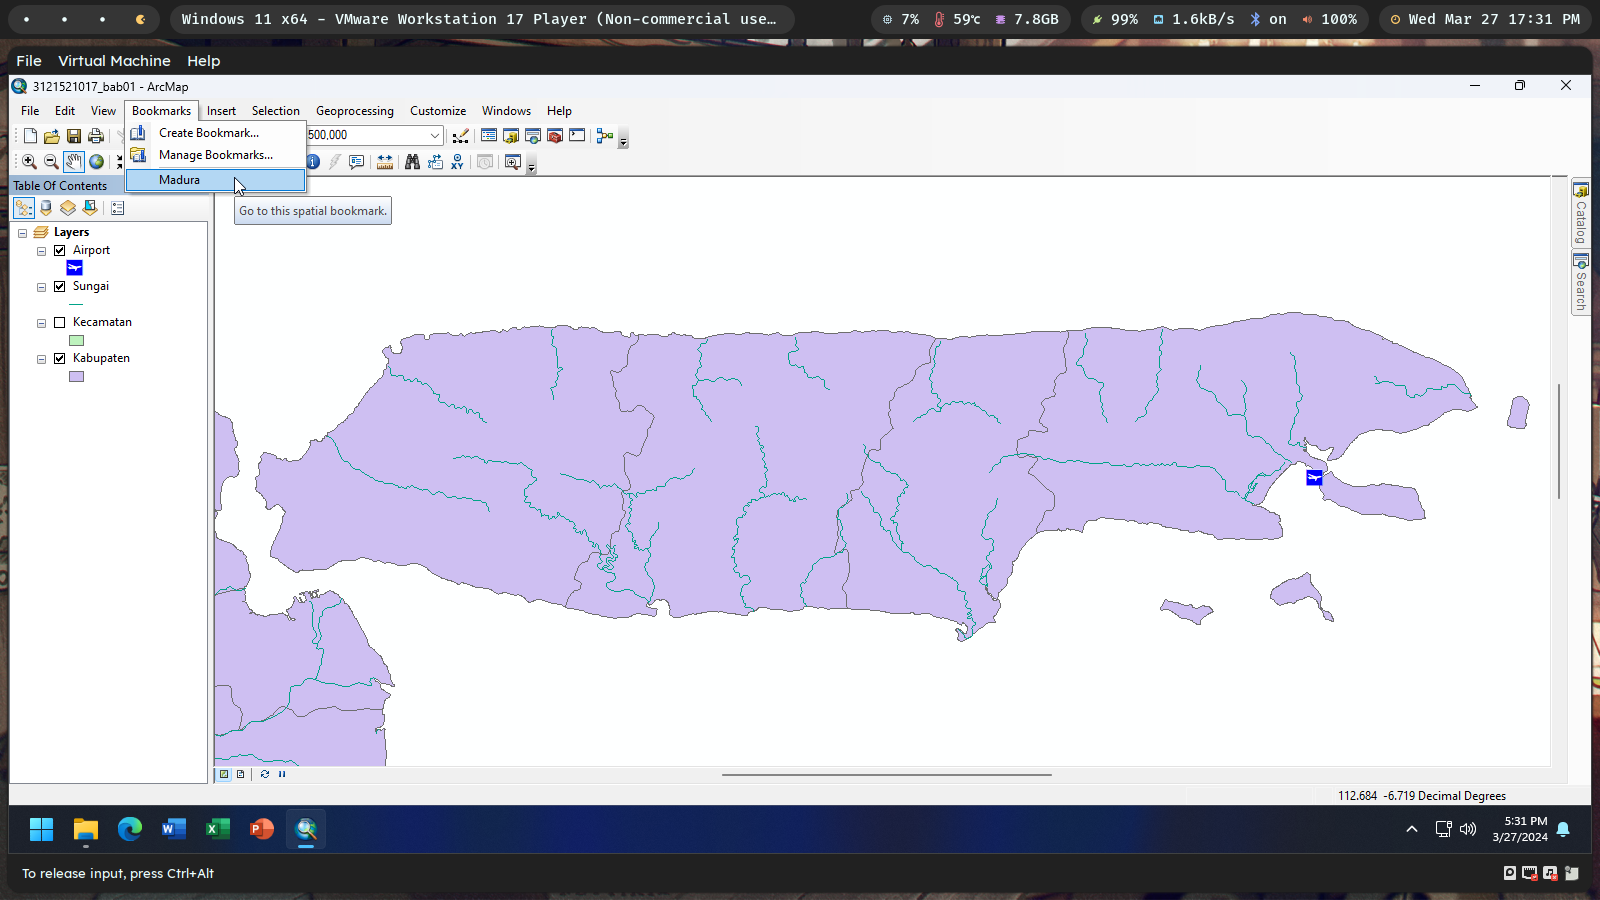 Windows 11 x64 - VMware Workstation 17 Player (Non-commercial use…
7%
59℃
7.8GB
99%
1.6kB/s
on
100%
Wed Mar 27 17:31 PM
File Virtual Machine Help
3121521017_bab01 - ArcMap
File Edit View Bookmarks Insert Selection Geoprocessing Customize Windows Help
Create Bookmark...
500,000
Manage Bookmarks...
XY
Madura
Table Of Contents
Go to this spatial bookmark.
Catalog
Search
Layers
Airport
Sungai
Kecamatan
Kabupaten
112.684 -6.719 Decimal Degrees
5:31 PM
3/27/2024
To release input, press Ctrl+Alt